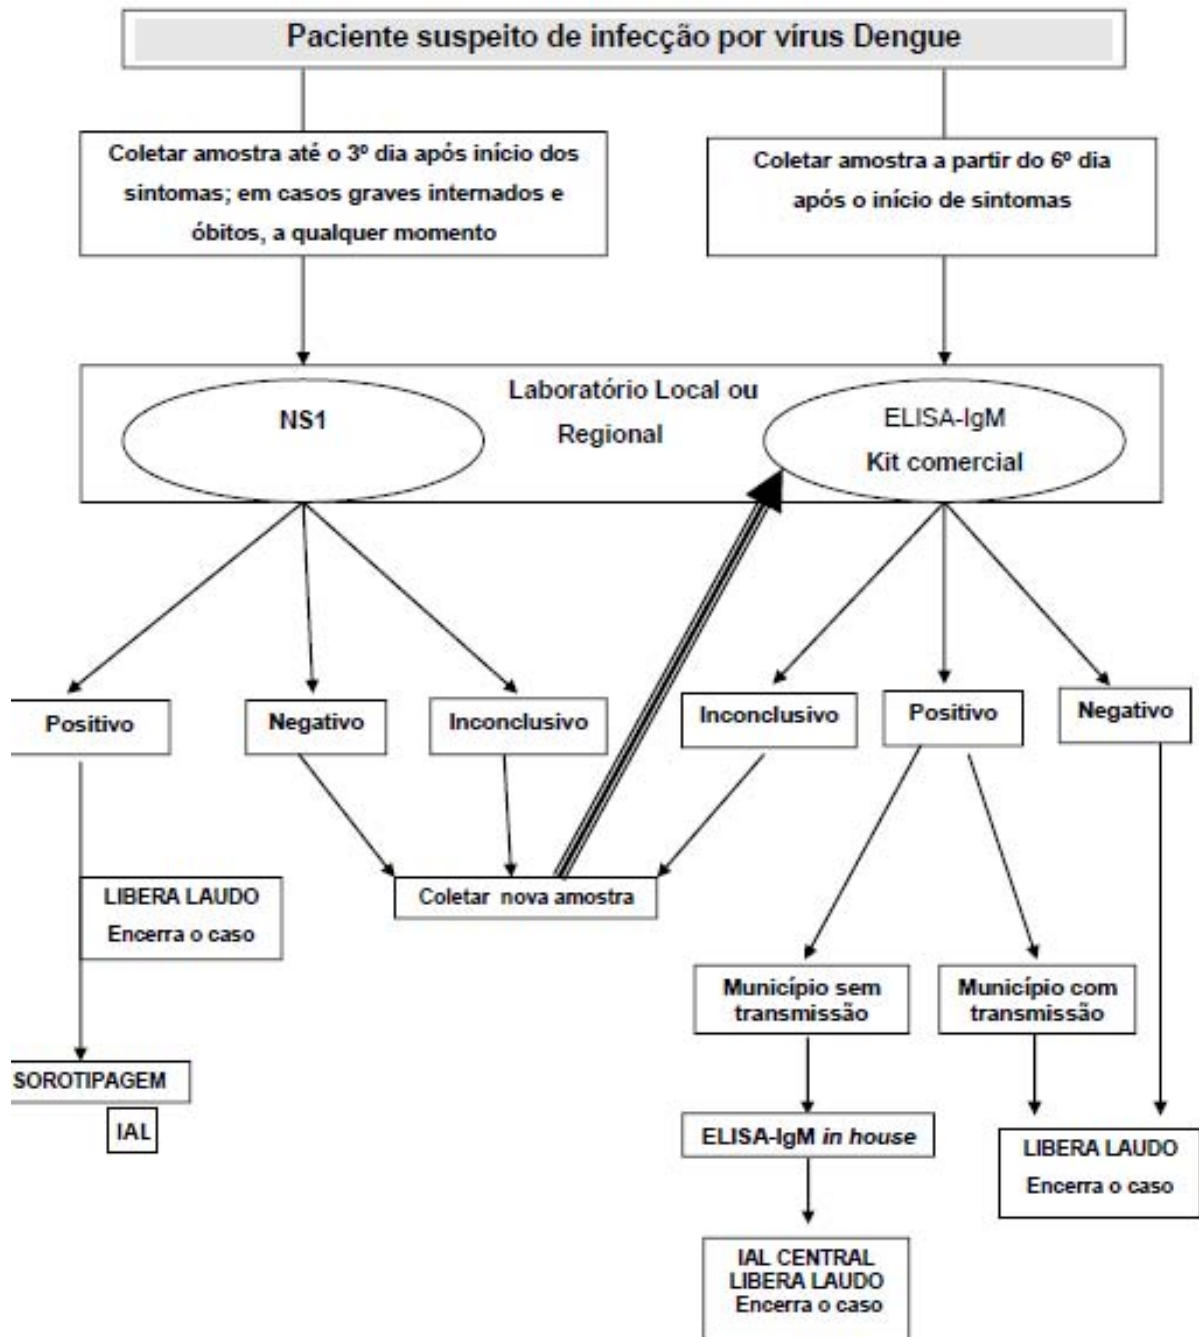 Paciente suspeito de infecção por vírus Dengue
Coletar amostra até o 3º dia após início dos
sintomas; em casos graves internados e
óbitos, a qualquer momento
Coletar amostra a partir do 6º dia
após o início de sintomas
Laboratório Local ou
Regional
NS1
ELISA-IgM
Kit comercial
Positivo
Negativo
Inconclusivo
Inconclusivo
Positivo
Negativo
LIBERA LAUDO
Encerra o caso
Coletar nova amostra
Município sem
transmissão
Município com
transmissão
SOROTIPAGEM
IAL
ELISA-IgM in house
LIBERA LAUDO
Encerra o caso
IAL CENTRAL
LIBERA LAUDO
Encerra o caso